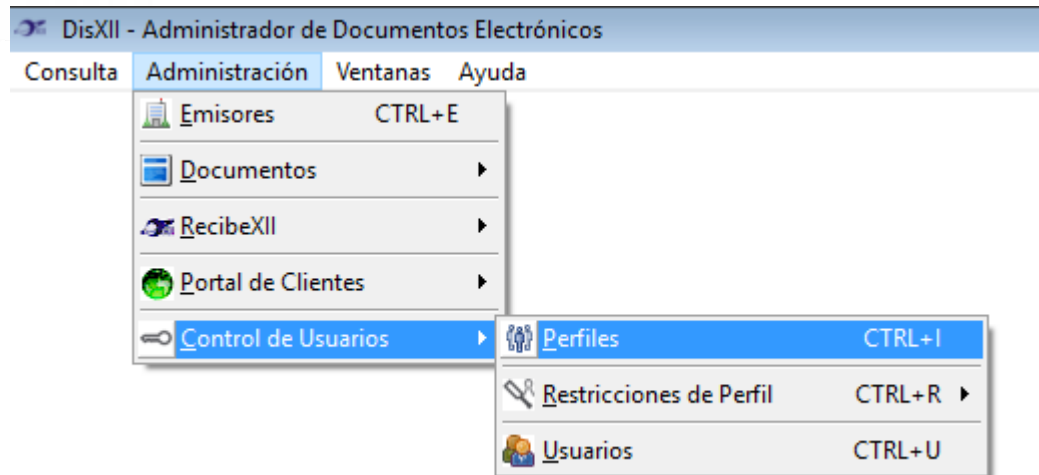 DisXII - Administrador de Documentos Electrónicos
Consulta Administración Ventanas Ayuda
Emisores CTRL+E
Documentos
RecibeXII
Portal de Clientes
Control de Usuarios
Perfiles CTRL+I
Restricciones de Perfil CTRL+R
Usuarios CTRL+U